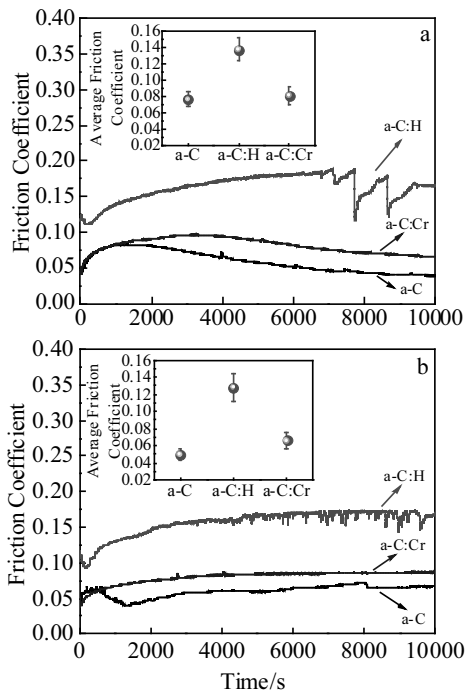 a
Friction Coefficient
0.40
0.35
0.30
0.25
0.20
0.15
0.10
0.05
0.00
0 2000 4000 6000 8000 10000
Average Friction
Coefficient
0.16
0.14
0.12
0.10
0.08
0.06
0.04
0.02
a-C a-C:H a-C:Cr
a-C:H
a-C:Cr
a-C
b
Friction Coefficient
0.40
0.35
0.30
0.25
0.20
0.15
0.10
0.05
0.00
0 2000 4000 6000 8000 10000
Average Friction
Coefficient
0.16
0.14
0.12
0.10
0.08
0.06
0.04
0.02
a-C a-C:H a-C:Cr
a-C:H
a-C:Cr
a-C
Time/s